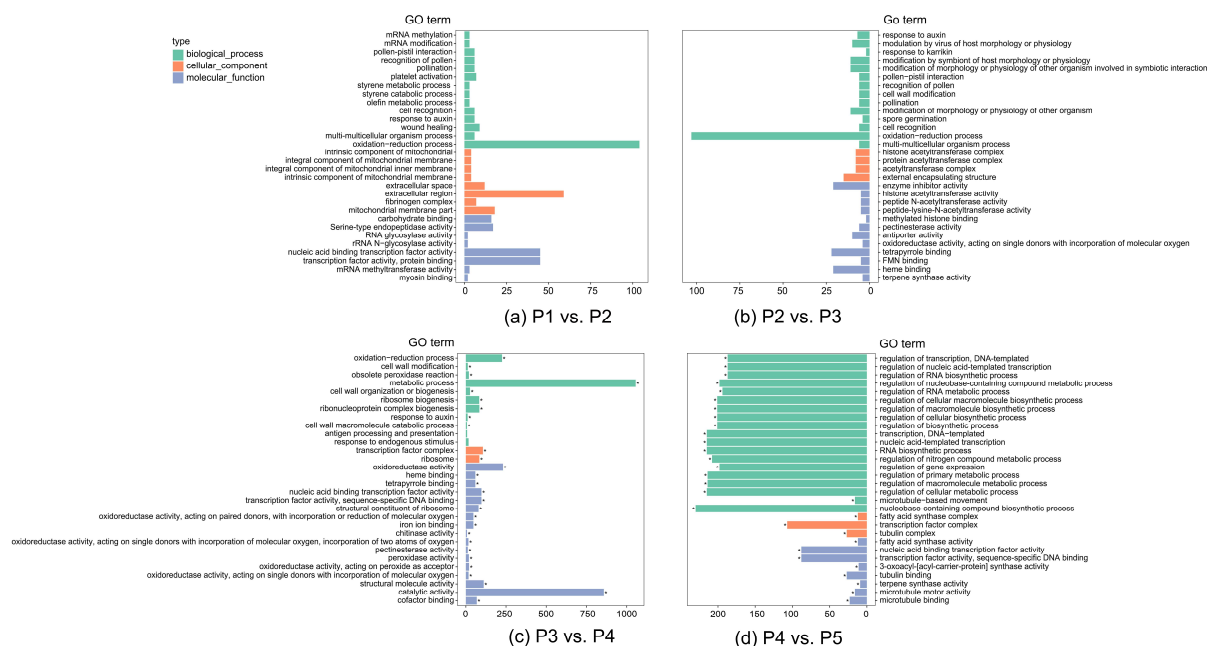 GO term
type
biological_process
cellular_component
molecular_function
mRNA methylation
mRNA modification
pollen-pistil interaction
recognition of pollen
pollination
platelet activation
styrene metabolic process
styrene catabolic process
olefin metabolic process
cell recognition
response to auxin
wound healing
multi-multicellular organism process
oxidation-reduction process
intrinsic component of mitochondrial
integral component of mitochondrial membrane
integral component of mitochondrial inner membrane
intrinsic component of mitochondrial membrane
extracellular space
extracellular region
fibrinogen complex
mitochondrial membrane part
carbohydrate binding
Serine-type endopeptidase activity
RNA glycosylase activity
rRNA N-glycosylase activity
nucleic acid binding transcription factor activity
transcription factor activity, protein binding
mRNA methyltransferase activity
myosin binding
0 25 50 75 100
(a) P1 vs. P2
Go term
response to auxin
modulation by virus of host morphology or physiology
response to karrikin
modification by symbiont of host morphology or physiology
modification of morphology or physiology of other organism involved in symbiotic interaction
pollen-pistil interaction
recognition of pollen
cell wall modification
pollination
modification of morphology or physiology of other organism
spore germination
cell recognition
oxidation-reduction process
multi-multicellular organism process
histone acetyltransferase complex
protein acetyltransferase complex
acetyltransferase complex
external encapsulating structure
enzyme inhibitor activity
histone acetyltransferase activity
peptide N-acetyltransferase activity
peptide-lysine-N-acetyltransferase activity
methylated histone binding
pectinesterase activity
antiporter activity
oxidoreductase activity, acting on single donors with incorporation of molecular oxygen
tetrapyrrole binding
FMN binding
heme binding
terpene synthase activity
100 75 50 25 0
(b) P2 vs. P3
GO term
oxidation-reduction process
cell wall modification
obsolete peroxidase reaction
metabolic process
cell wall organization or biogenesis
ribosome biogenesis
ribonucleoprotein complex biogenesis
response to auxin
cell wall macromolecule catabolic process
antigen processing and presentation
response to endogenous stimulus
transcription factor complex
ribosome
oxidoreductase activity
heme binding
tetrapyrrole binding
nucleic acid binding transcription factor activity
transcription factor activity, sequence-specific DNA binding
structural constituent of ribosome
oxidoreductase activity, acting on paired donors, with incorporation or reduction of molecular oxygen
iron ion binding
chitinase activity
oxidoreductase activity, acting on single donors with incorporation of molecular oxygen, incorporation of two atoms of oxygen
pectinesterase activity
peroxidase activity
oxidoreductase activity, acting on peroxide as acceptor
oxidoreductase activity, acting on single donors with incorporation of molecular oxygen
structural molecule activity
catalytic activity
cofactor binding
0 250 500 750 1000
(c) P3 vs. P4
GO term
regulation of transcription, DNA-templated
regulation of nucleic acid-templated transcription
regulation of RNA biosynthetic process
regulation of nucleobase-containing compound metabolic process
regulation of RNA metabolic process
regulation of cellular macromolecule biosynthetic process
regulation of macromolecule biosynthetic process
regulation of cellular biosynthetic process
regulation of biosynthetic process
transcription, DNA-templated
nucleic acid-templated transcription
RNA biosynthetic process
regulation of nitrogen compound metabolic process
regulation of gene expression
regulation of primary metabolic process
regulation of macromolecule metabolic process
regulation of cellular metabolic process
microtubule-based movement
nucleobase containing compound biosynthetic process
fatty acid synthase complex
transcription factor complex
tubulin complex
fatty acid synthase activity
nucleic acid binding transcription factor activity
transcription factor activity, sequence-specific DNA binding
3-oxoacyl-[acyl-carrier-protein] synthase activity
tubulin binding
terpene synthase activity
microtubule motor activity
microtubule binding
200 150 100 50 0
(d) P4 vs. P5